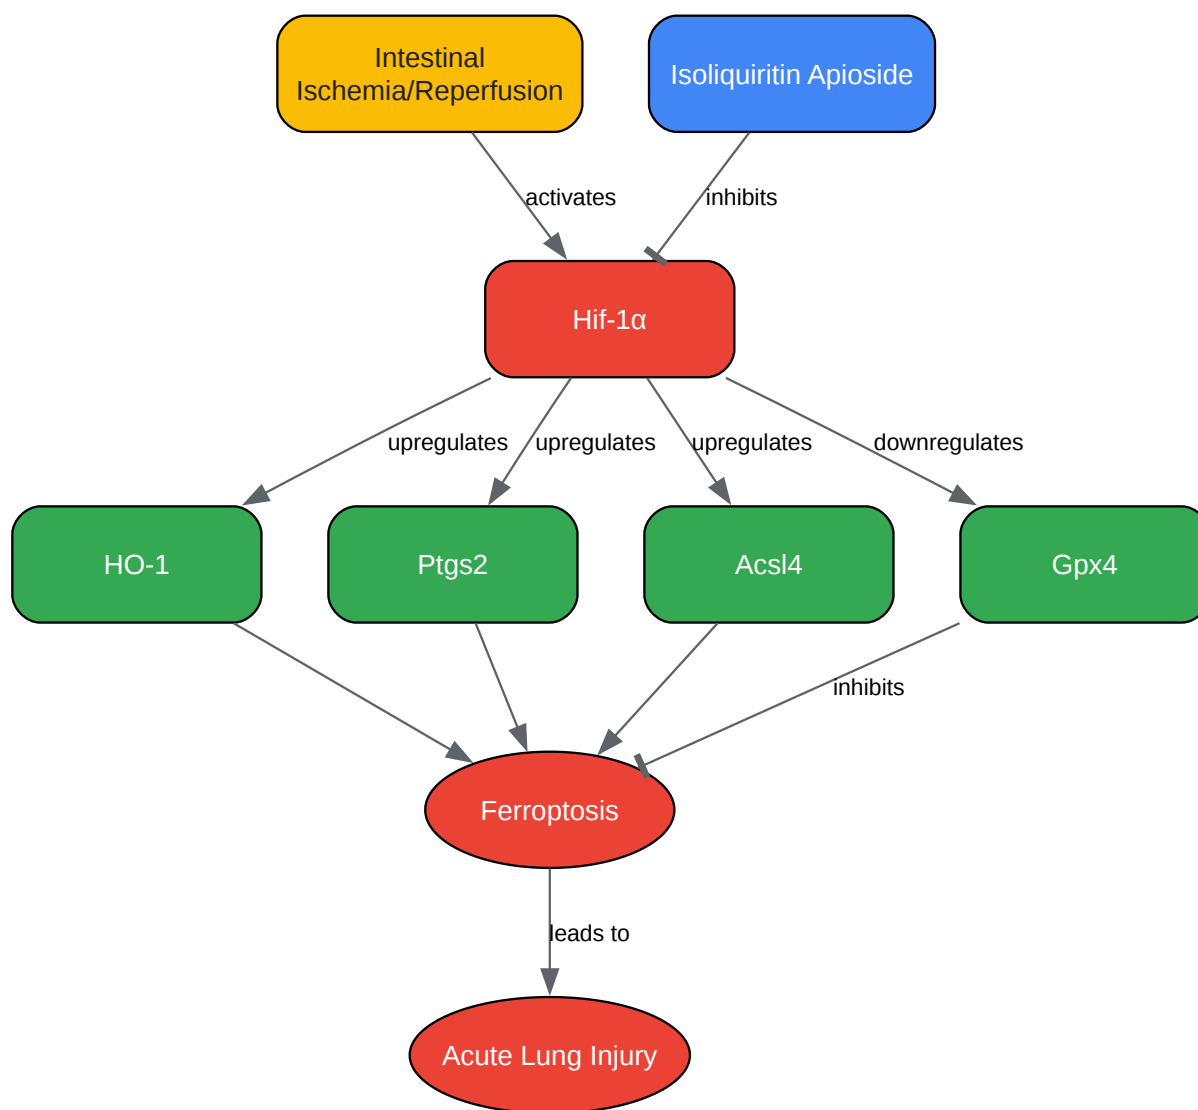 Intestinal
Ischemia/Reperfusion
Isoliquiritin Apioside
activates
inhibits
Hif-1α
upregulates
upregulates
upregulates
downregulates
HO-1
Ptgs2
Acsl4
Gpx4
inhibits
Ferroptosis
leads to
Acute Lung Injury